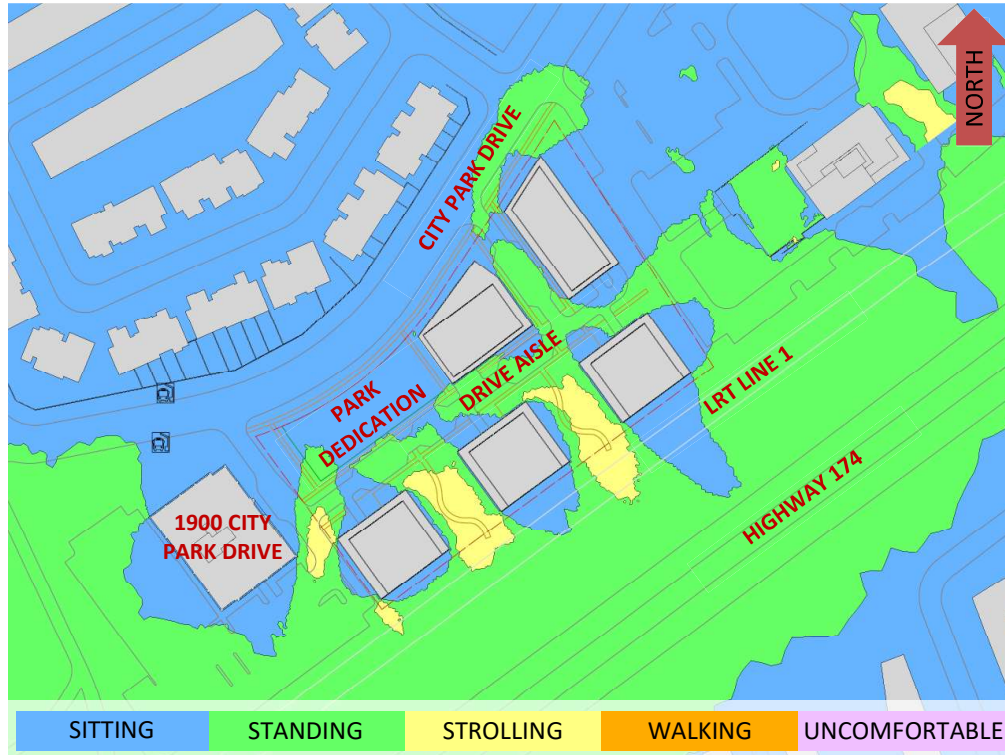 NORTH
CITY PARK DRIVE
DRIVE AISLE
PARK
DEDICATION
LRT LINE 1
HIGHWAY 174
1900 CITY
PARK DRIVE
SITTING
STANDING
STROLLING
WALKING
UNCOMFORTABLE